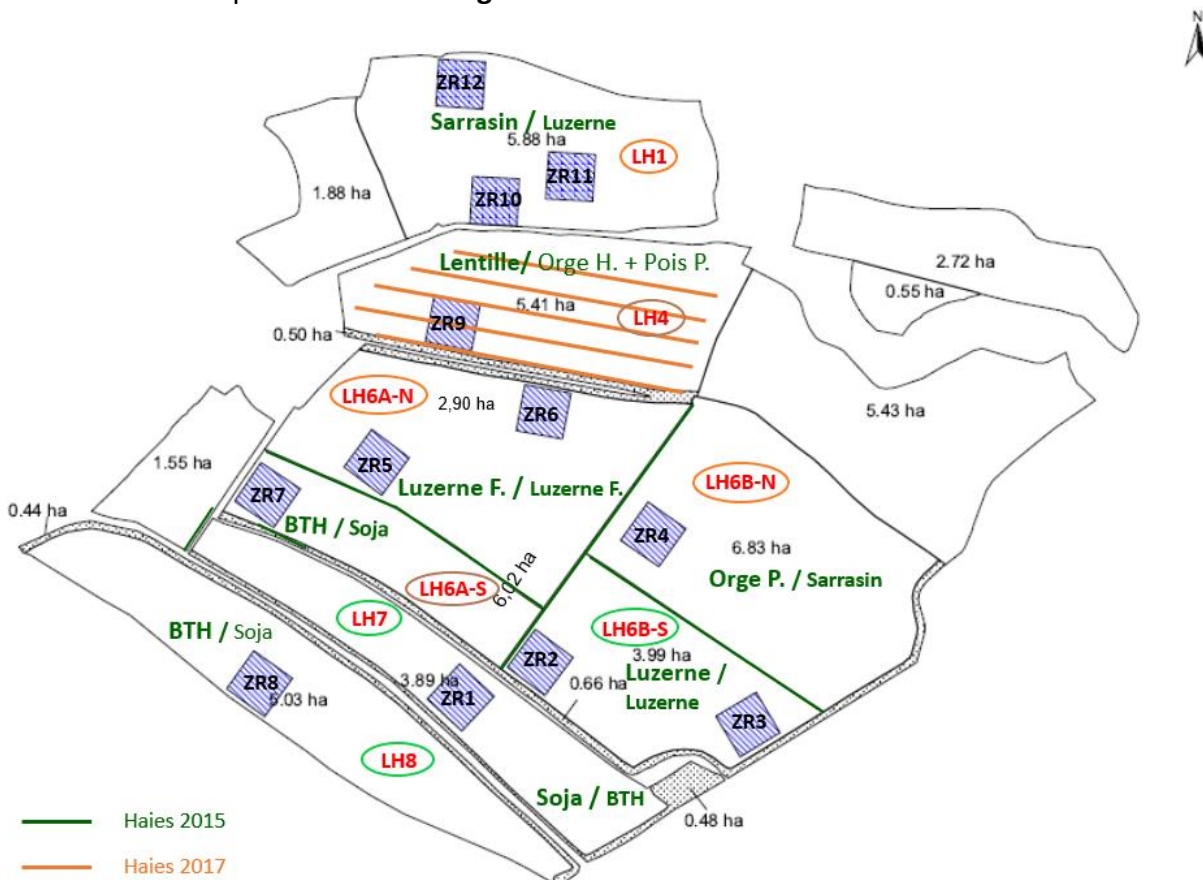 N
ZR12
Sarrasin / Luzerne
5.88 ha
LH1
ZR11
1.88 ha
ZR10
Lentille/ Orge H. + Pois P.
2.72 ha
0.55 ha
5.41 ha
LH4
ZR9
0.50 ha
LH6A-N
2,90 ha
ZR6
5.43 ha
1.55 ha
ZR5
LH6B-N
Luzerne F. / Luzerne F.
ZR7
0.44 ha
BTH / Soja
ZR4
6.83 ha
Orge P. / Sarrasin
LH6A-S
6,02 ha
LH7
LH6B-S
BTH / Soja
3.99 ha
ZR2
Luzerne /
Luzerne
0.66 ha
ZR8
5.03 ha
3.89 ha
ZR1
ZR3
LH8
Soja / BTH
0.48 ha
Haies 2015
Haies 2017